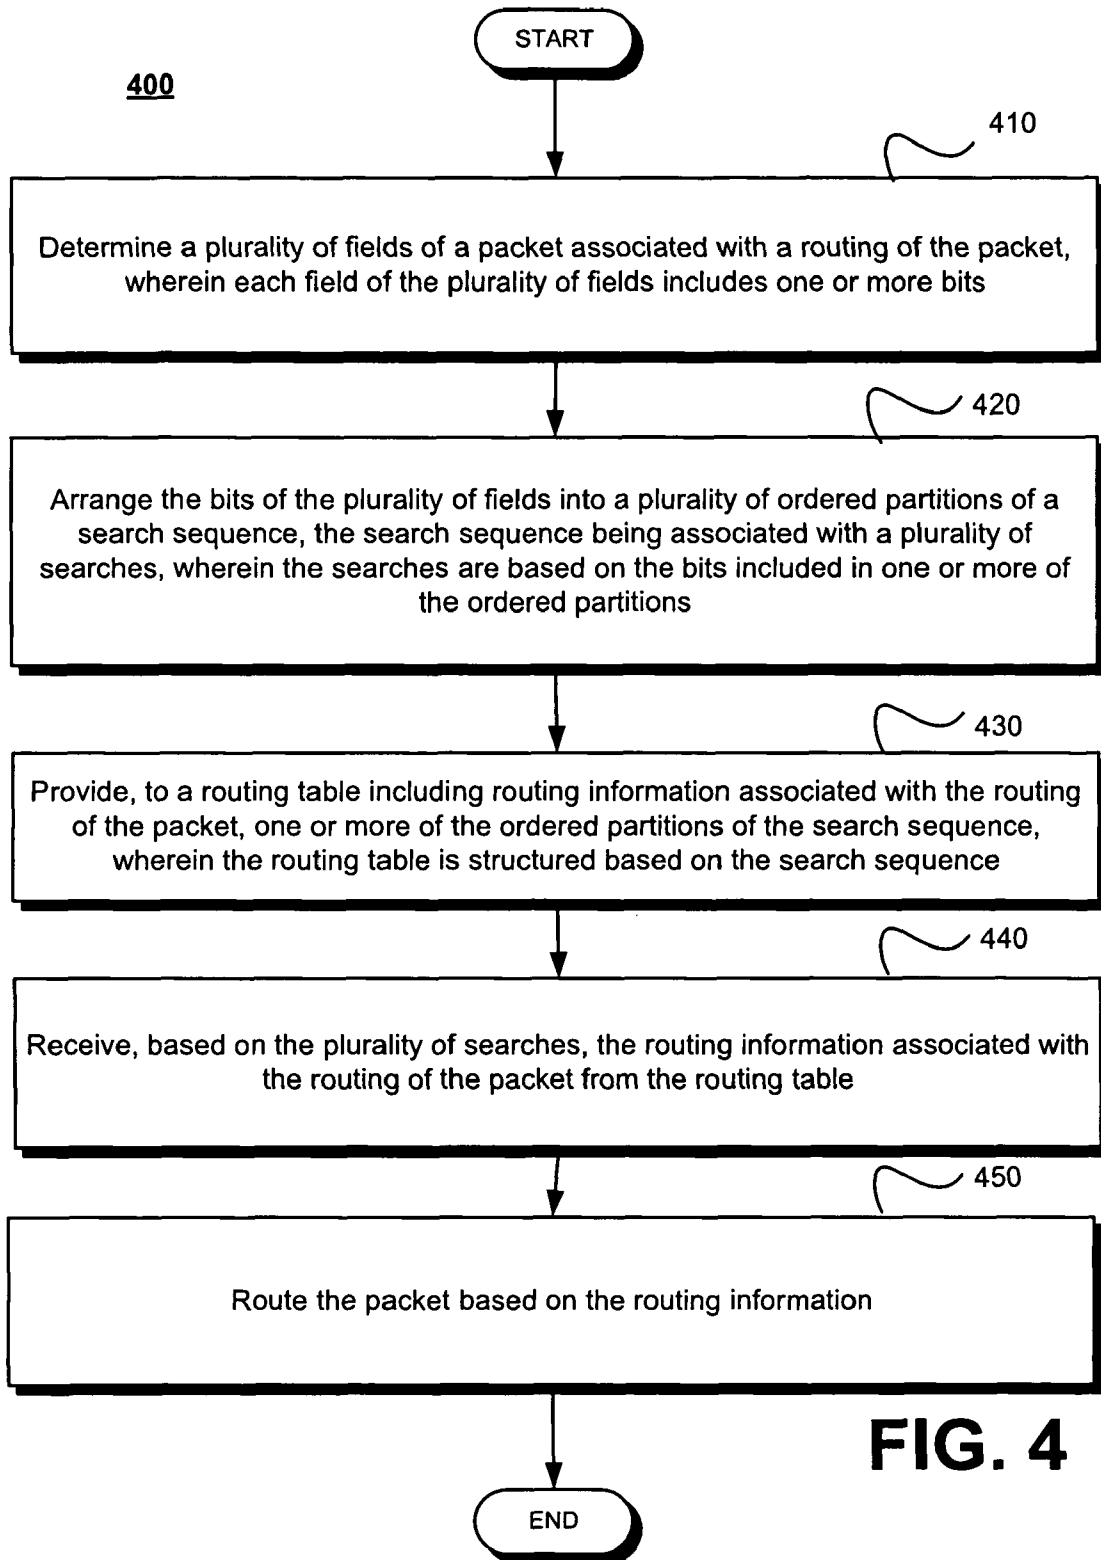 START
400
410
Determine a plurality of fields of a packet associated with a routing of the packet,
wherein each field of the plurality of fields includes one or more bits
420
Arrange the bits of the plurality of fields into a plurality of ordered partitions of a
search sequence, the search sequence being associated with a plurality of
searches, wherein the searches are based on the bits included in one or more of
the ordered partitions
430
Provide, to a routing table including routing information associated with the routing
of the packet, one or more of the ordered partitions of the search sequence,
wherein the routing table is structured based on the search sequence
440
Receive, based on the plurality of searches, the routing information associated with
the routing of the packet from the routing table
450
Route the packet based on the routing information
FIG. 4
END